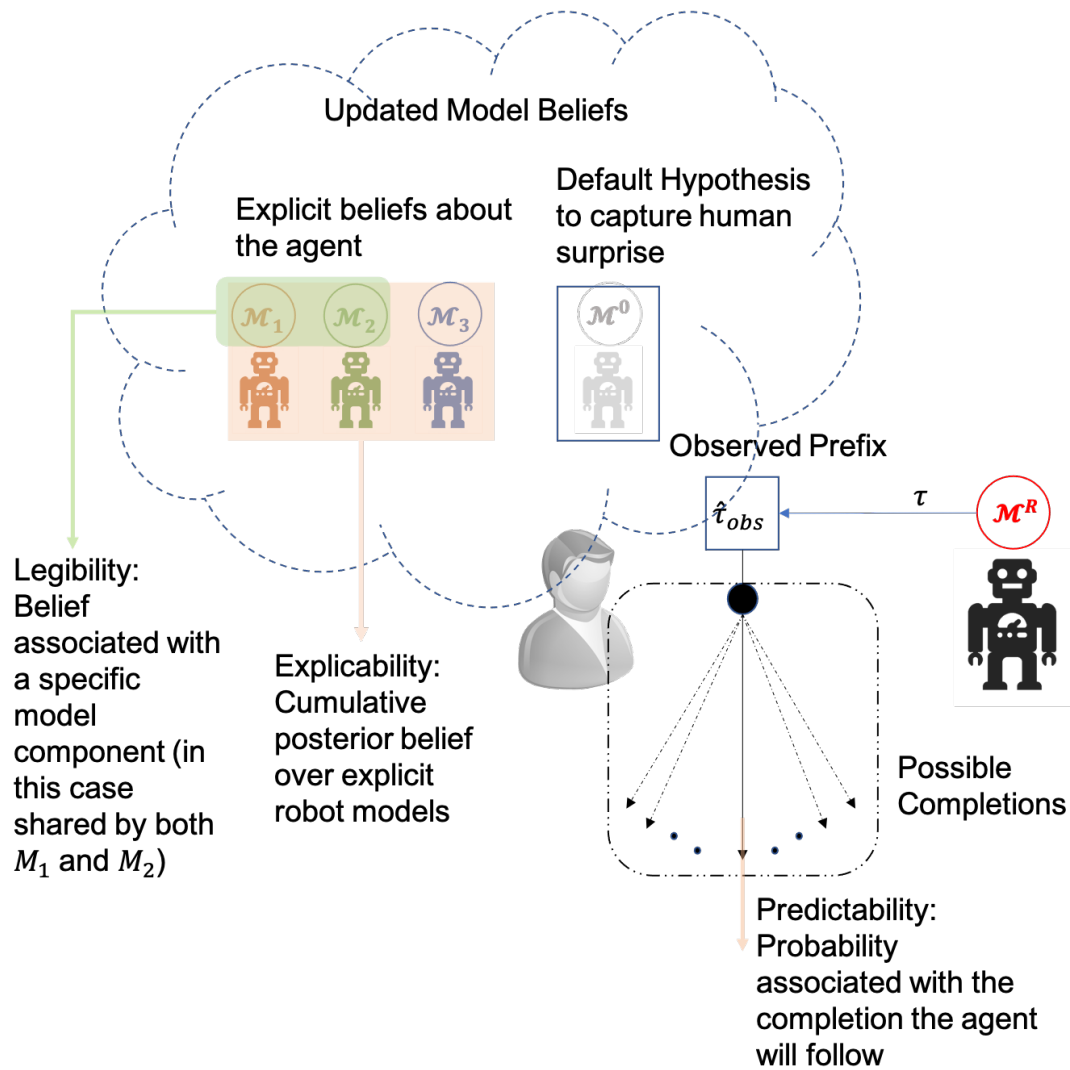 Updated Model Beliefs
Explicit beliefs about
the agent
Default Hypothesis
to capture human
surprise
ℳ₁ ℳ₂ ℳ₃ ℳ⁰
Observed Prefix
τ̂_obs
τ
ℳᴿ
Legibility:
Belief
associated with
a specific
model
component (in
this case
shared by both
M₁ and M₂)
Explicability:
Cumulative
posterior belief
over explicit
robot models
Possible
Completions
Predictability:
Probability
associated with the
completion the agent
will follow